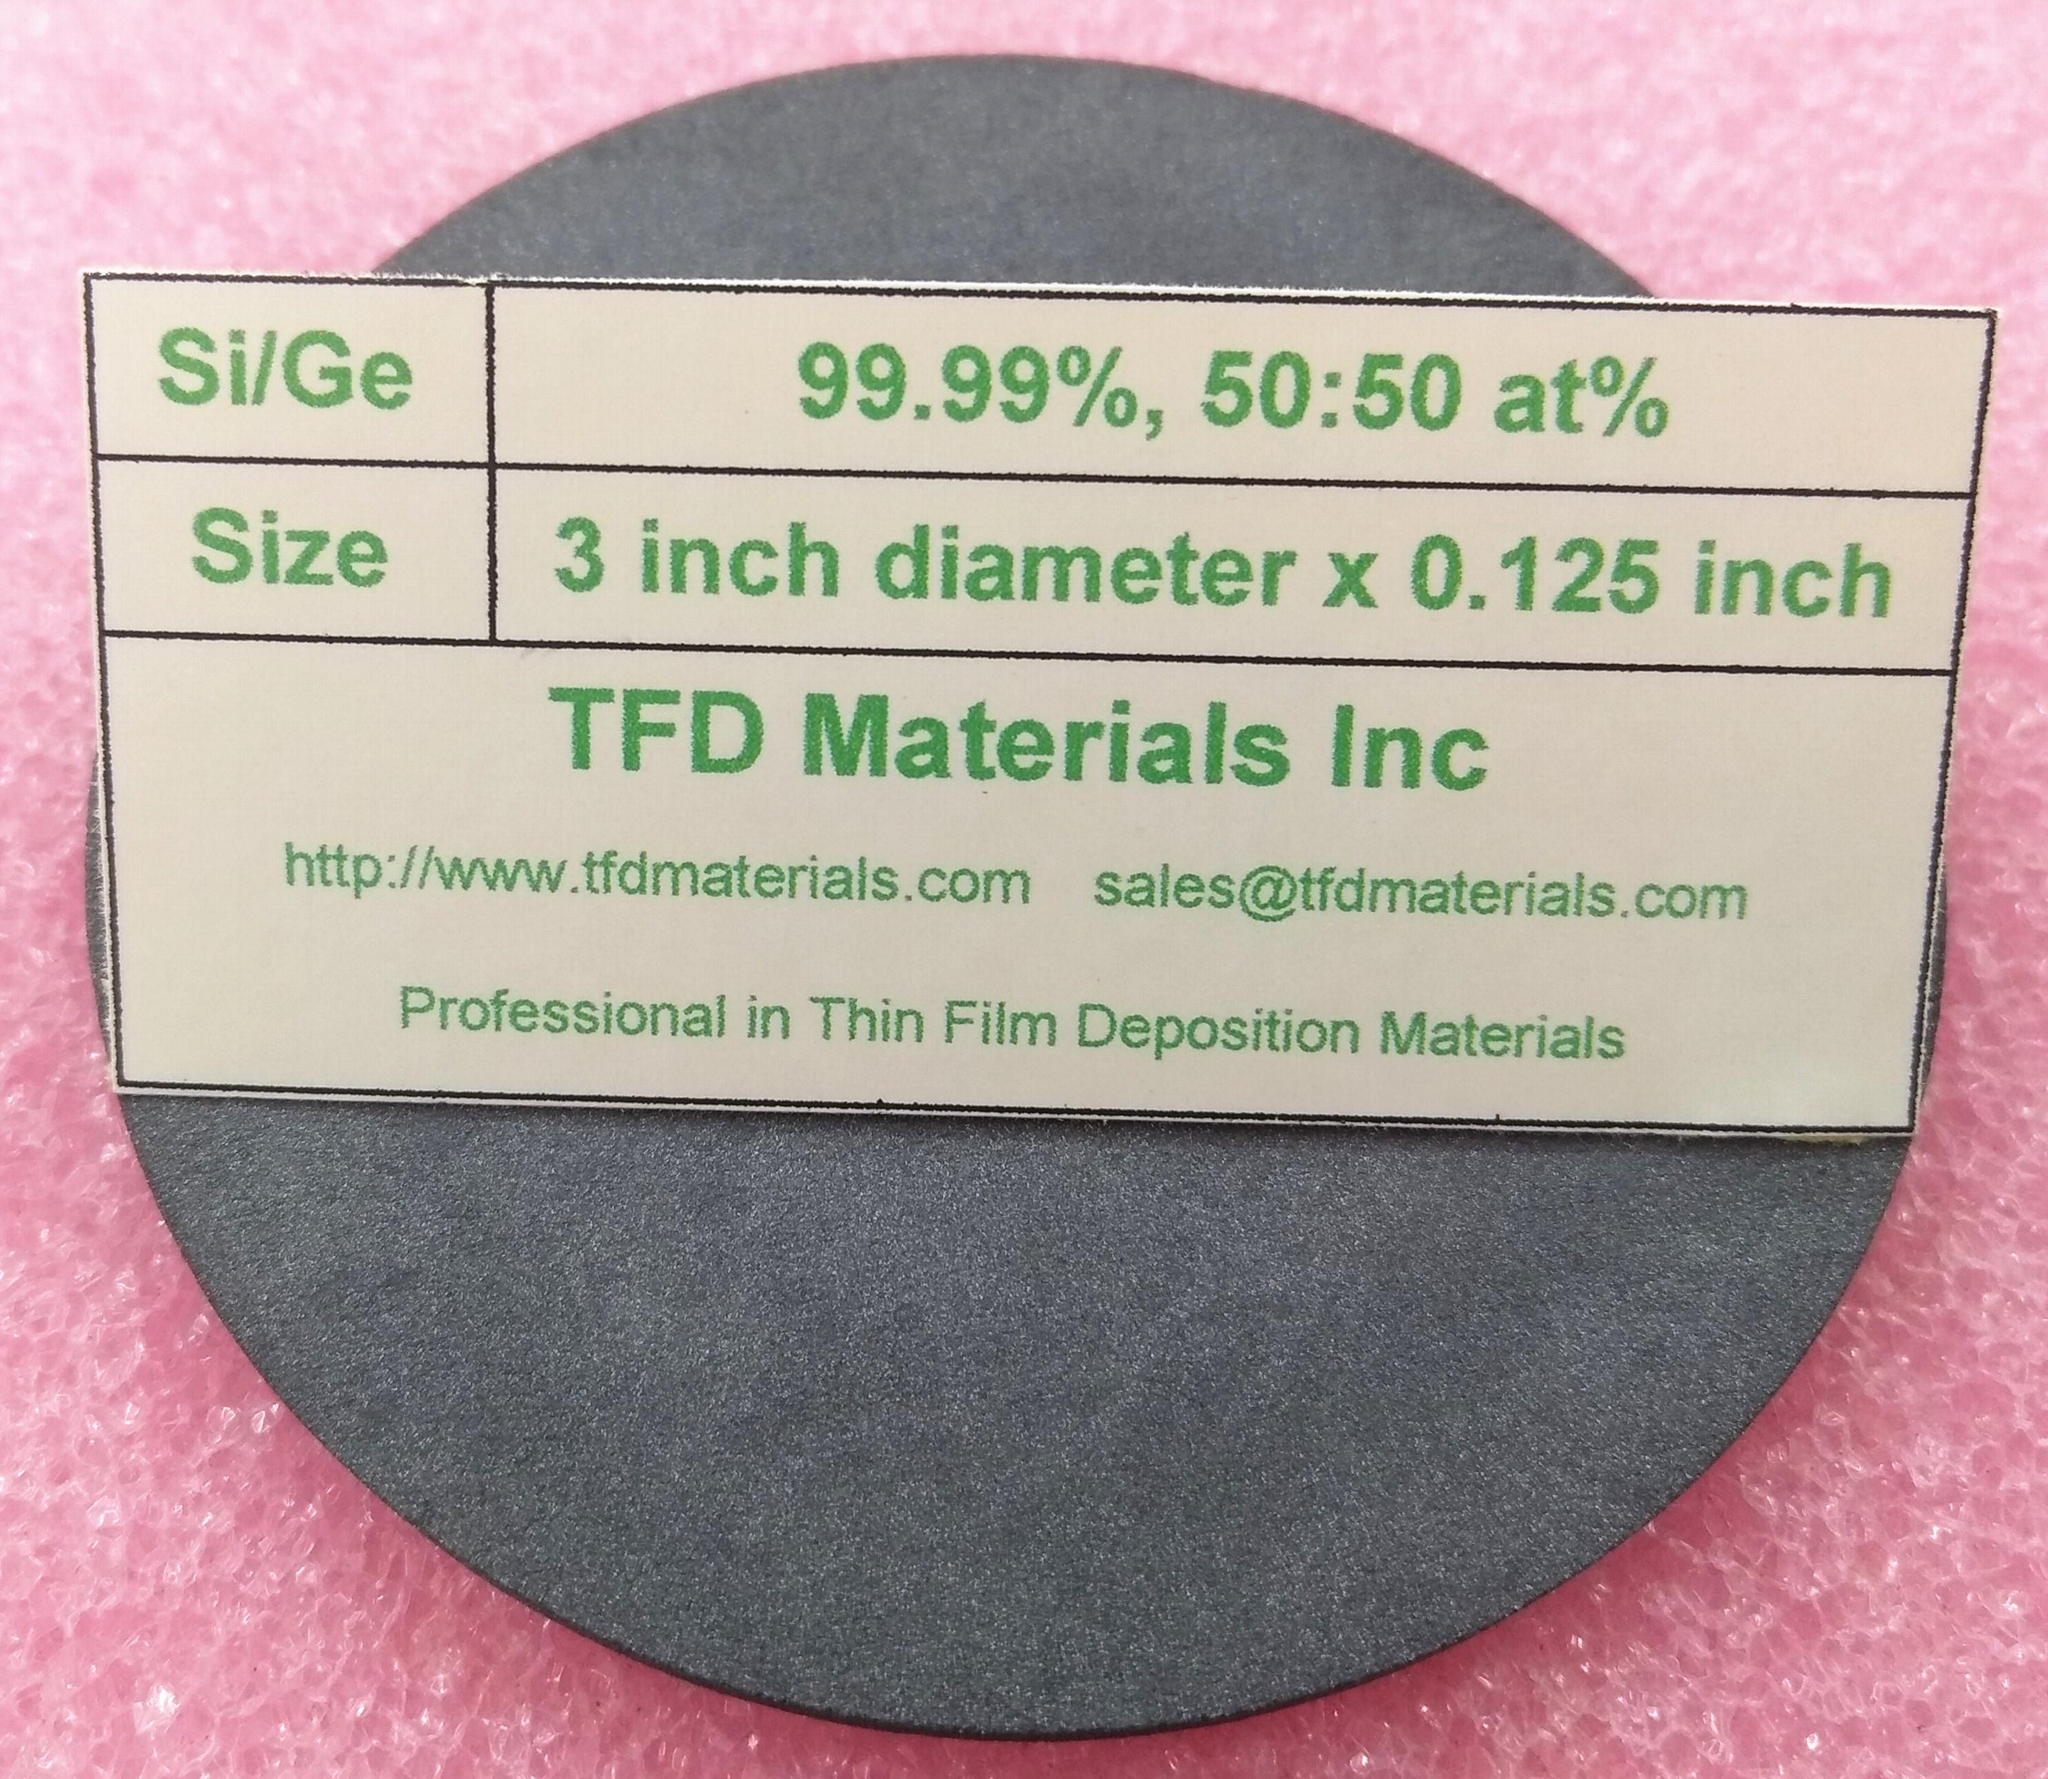 Si/Ge 99.99%, 50:50 at%
Size 3 inch diameter x 0.125 inch
TFD Materials Inc
http://www.tfdmaterials.com sales@tfdmaterials.com
Professional in Thin Film Deposition Materials